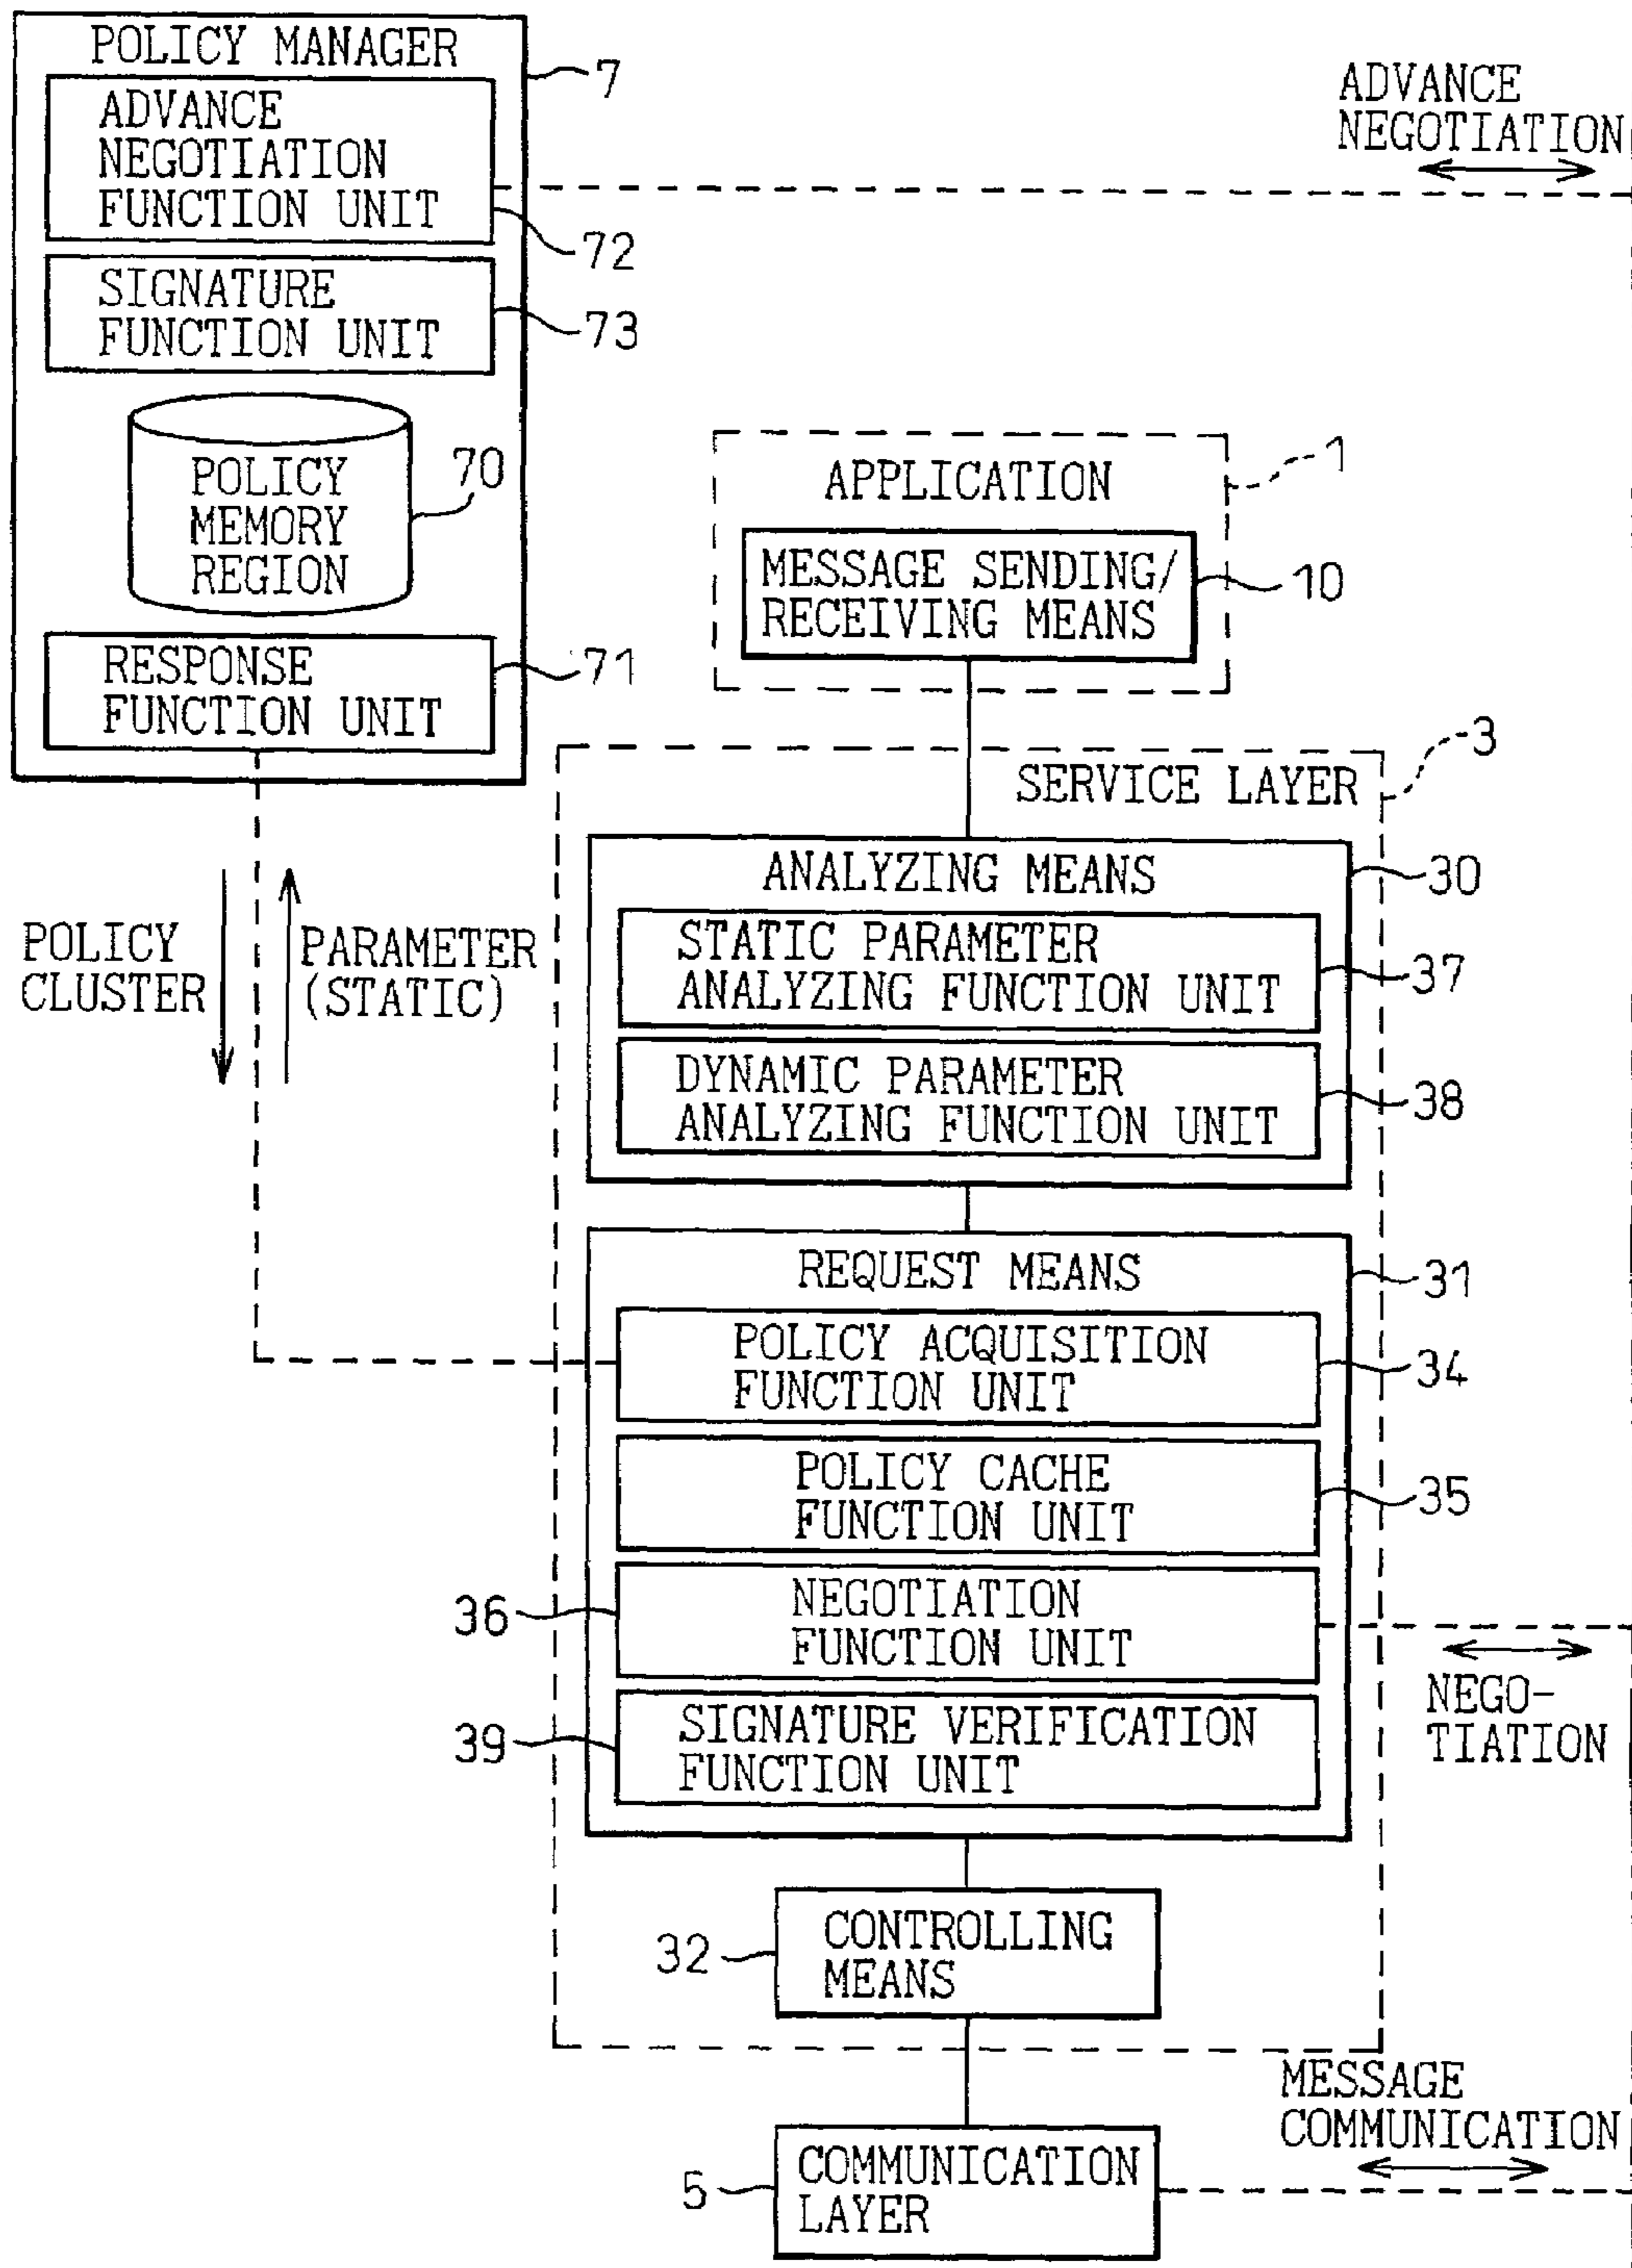 POLICY MANAGER
7
ADVANCE
NEGOTIATION
FUNCTION UNIT
72
SIGNATURE
FUNCTION UNIT
73
POLICY
MEMORY
REGION
70
RESPONSE
FUNCTION UNIT
71
ADVANCE
NEGOTIATION
APPLICATION
1
MESSAGE SENDING/
RECEIVING MEANS
10
SERVICE LAYER
3
ANALYZING MEANS
30
STATIC PARAMETER
ANALYZING FUNCTION UNIT
37
DYNAMIC PARAMETER
ANALYZING FUNCTION UNIT
38
POLICY
CLUSTER
PARAMETER
(STATIC)
REQUEST MEANS
31
POLICY ACQUISITION
FUNCTION UNIT
34
POLICY CACHE
FUNCTION UNIT
35
NEGOTIATION
FUNCTION UNIT
36
NEGO-
TIATION
SIGNATURE VERIFICATION
FUNCTION UNIT
39
CONTROLLING
MEANS
32
MESSAGE
COMMUNICATION
COMMUNICATION
LAYER
5